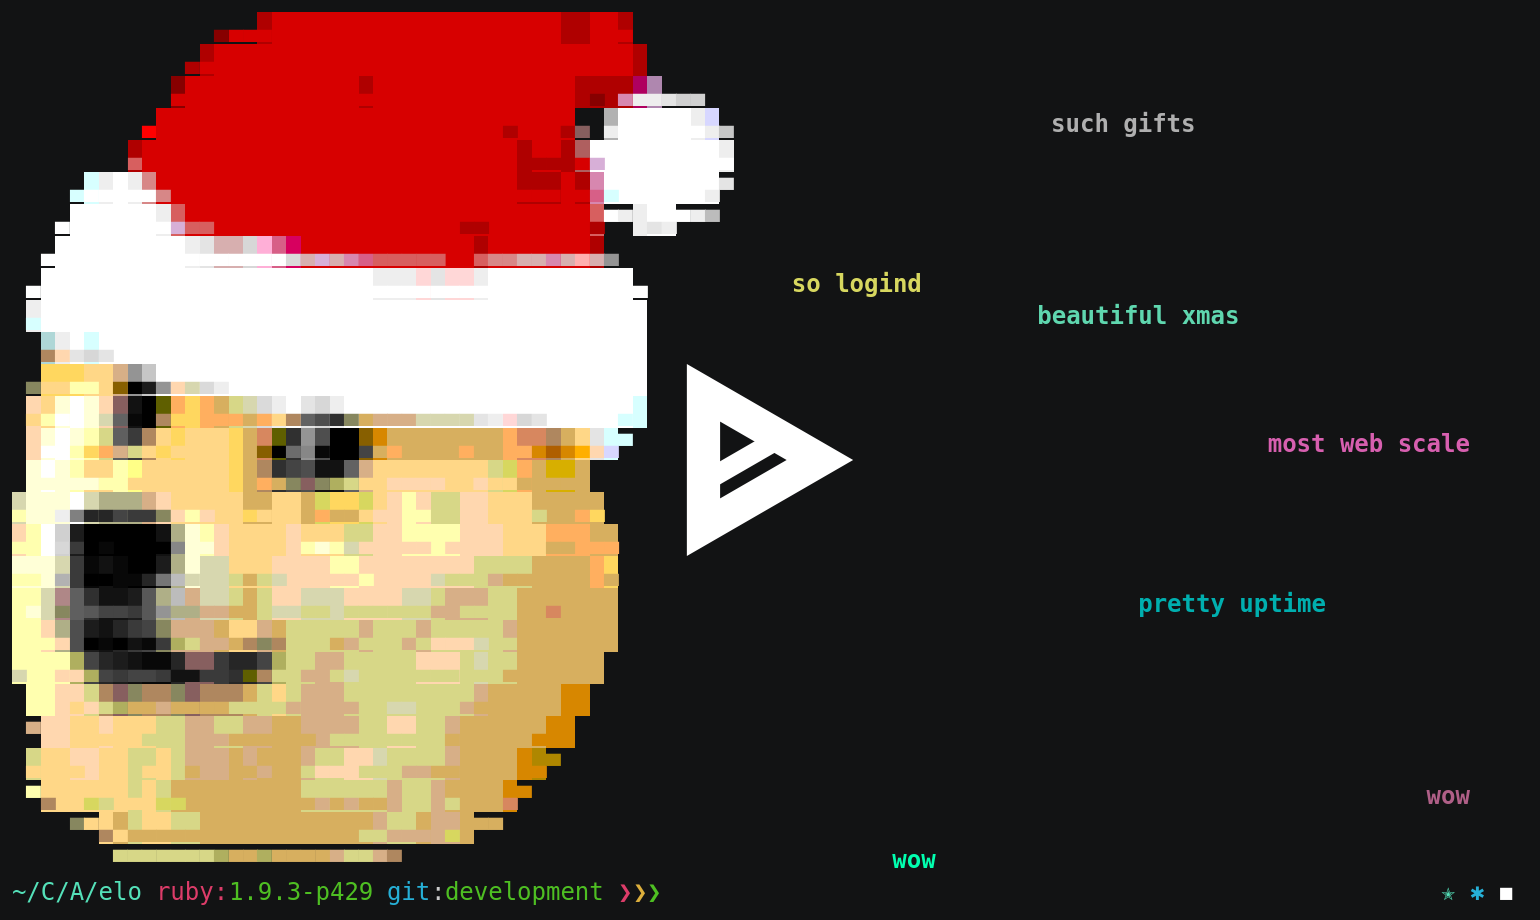 such gifts
so logind
beautiful xmas
most web scale
pretty uptime
wow
wow
~/C/A/elo ruby:1.9.3-p429 git:development ❯❯❯ ✭ ✱ ◼